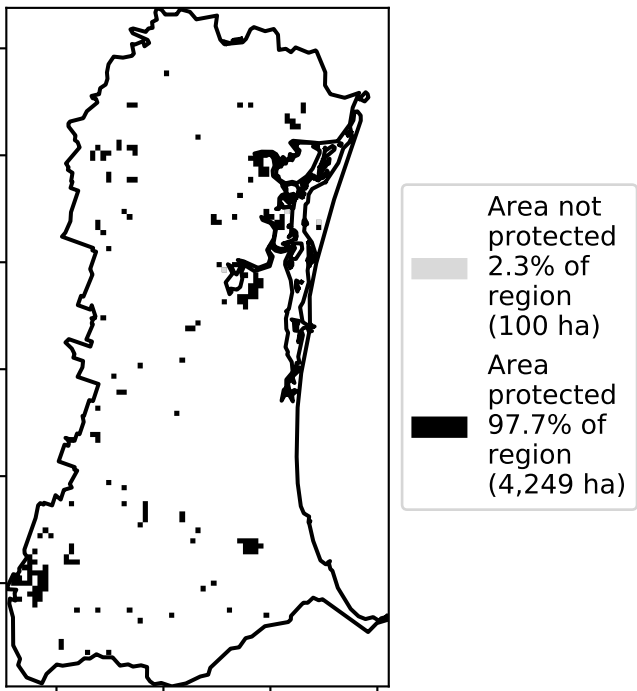 Area not
protected
2.3% of
region
(100 ha)
Area
protected
97.7% of
region
(4,249 ha)